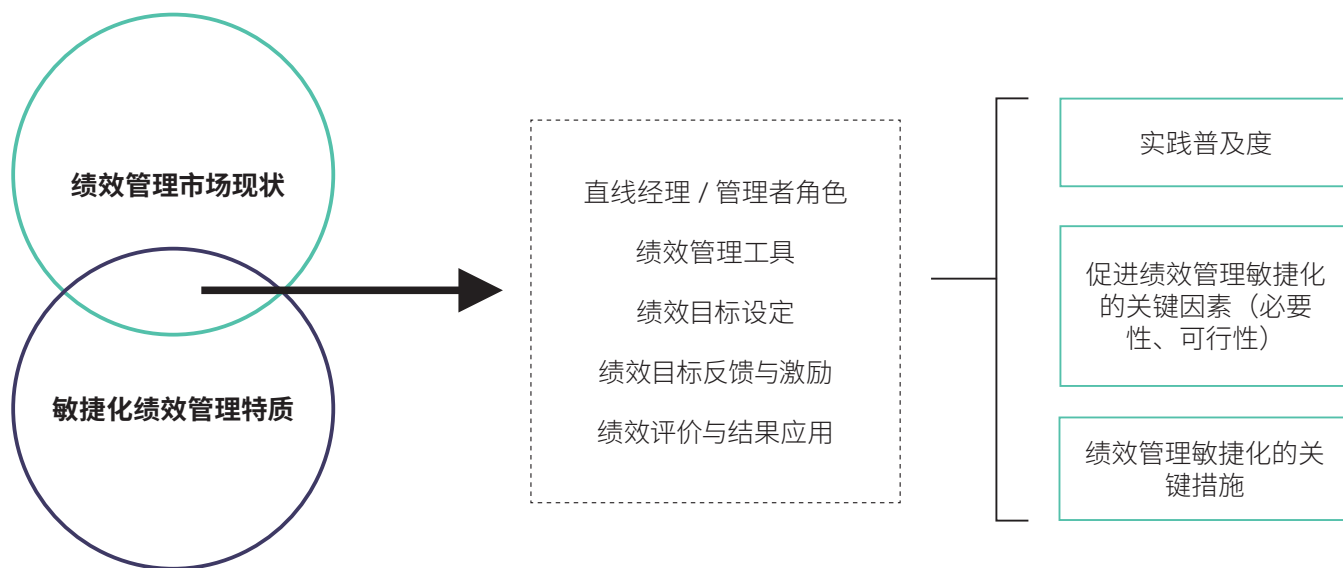 绩效管理市场现状
敏捷化绩效管理特质
直线经理 / 管理者角色
绩效管理工具
绩效目标设定
绩效目标反馈与激励
绩效评价与结果应用
实践普及度
促进绩效管理敏捷化
的关键因素（必要
性、可行性）
绩效管理敏捷化的关
键措施